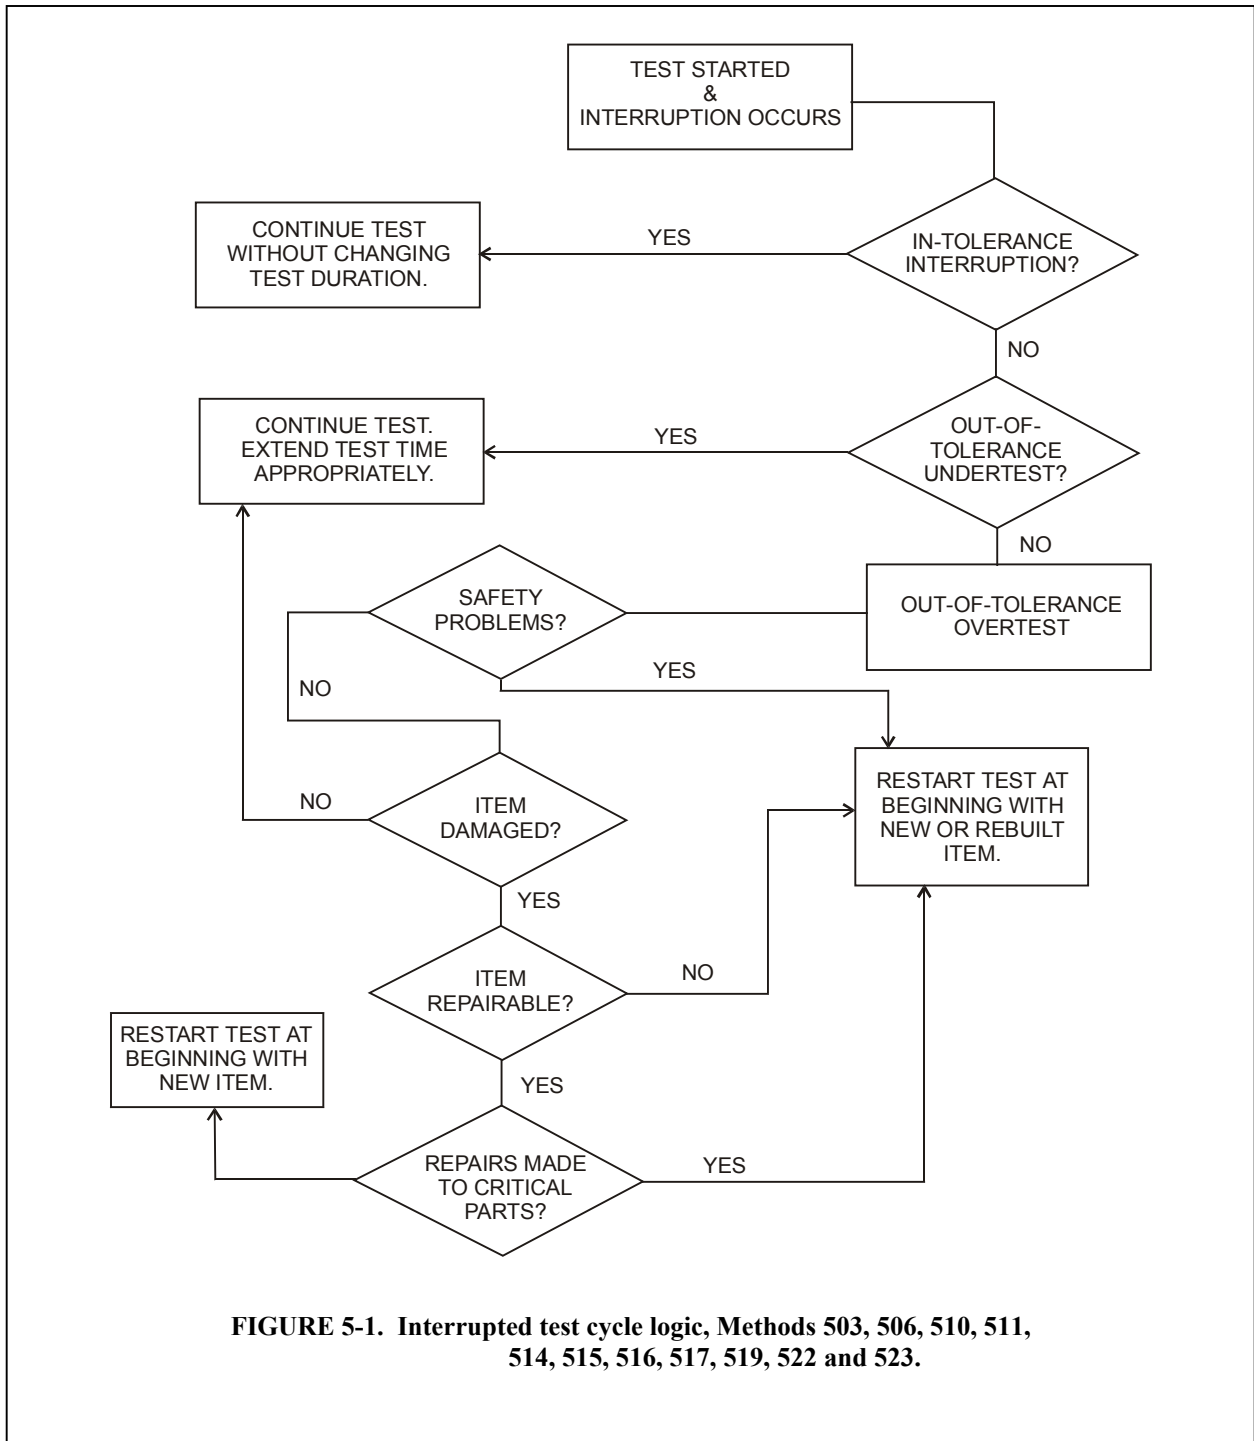 TEST STARTED
&
INTERRUPTION OCCURS
IN-TOLERANCE
INTERRUPTION?
YES
CONTINUE TEST
WITHOUT CHANGING
TEST DURATION.
NO
OUT-OF-
TOLERANCE
UNDERTEST?
YES
CONTINUE TEST.
EXTEND TEST TIME
APPROPRIATELY.
NO
OUT-OF-TOLERANCE
OVERTEST
SAFETY
PROBLEMS?
YES
NO
RESTART TEST AT
BEGINNING WITH
NEW OR REBUILT
ITEM.
ITEM
DAMAGED?
NO
YES
ITEM
REPAIRABLE?
NO
YES
REPAIRS MADE
TO CRITICAL
PARTS?
YES
RESTART TEST AT
BEGINNING WITH
NEW ITEM.
FIGURE 5-1. Interrupted test cycle logic, Methods 503, 506, 510, 511,
514, 515, 516, 517, 519, 522 and 523.